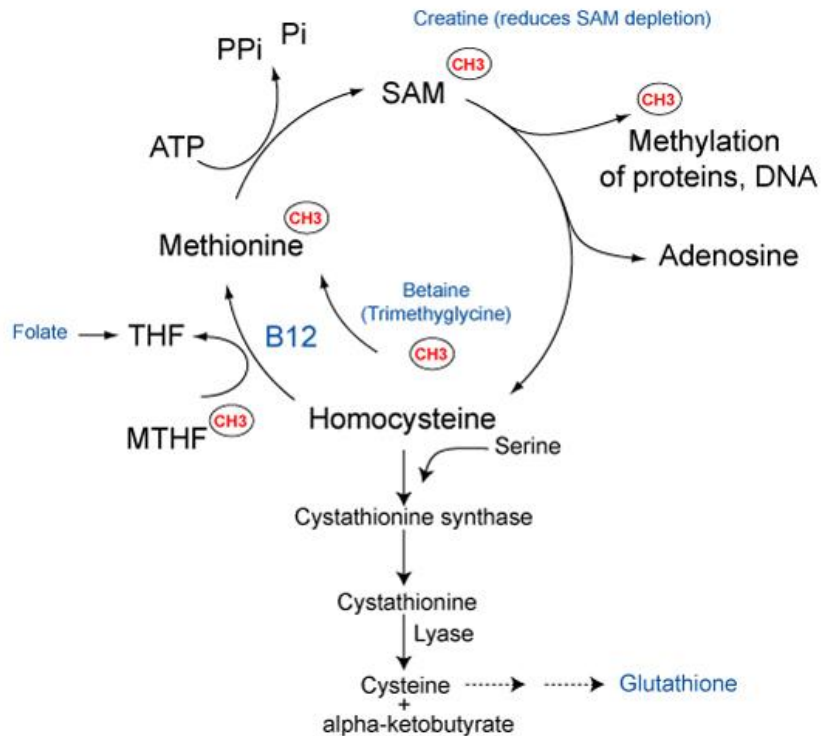 Creatine (reduces SAM depletion)
PPi
Pi
CH3
SAM
CH3
ATP
Methylation
of proteins, DNA
CH3
Methionine
Adenosine
Betaine
(Trimethyglycine)
Folate
THF
B12
CH3
CH3
MTHF
Homocysteine
Serine
Cystathionine synthase
Cystathionine
Lyase
Cysteine
Glutathione
+
alpha-ketobutyrate